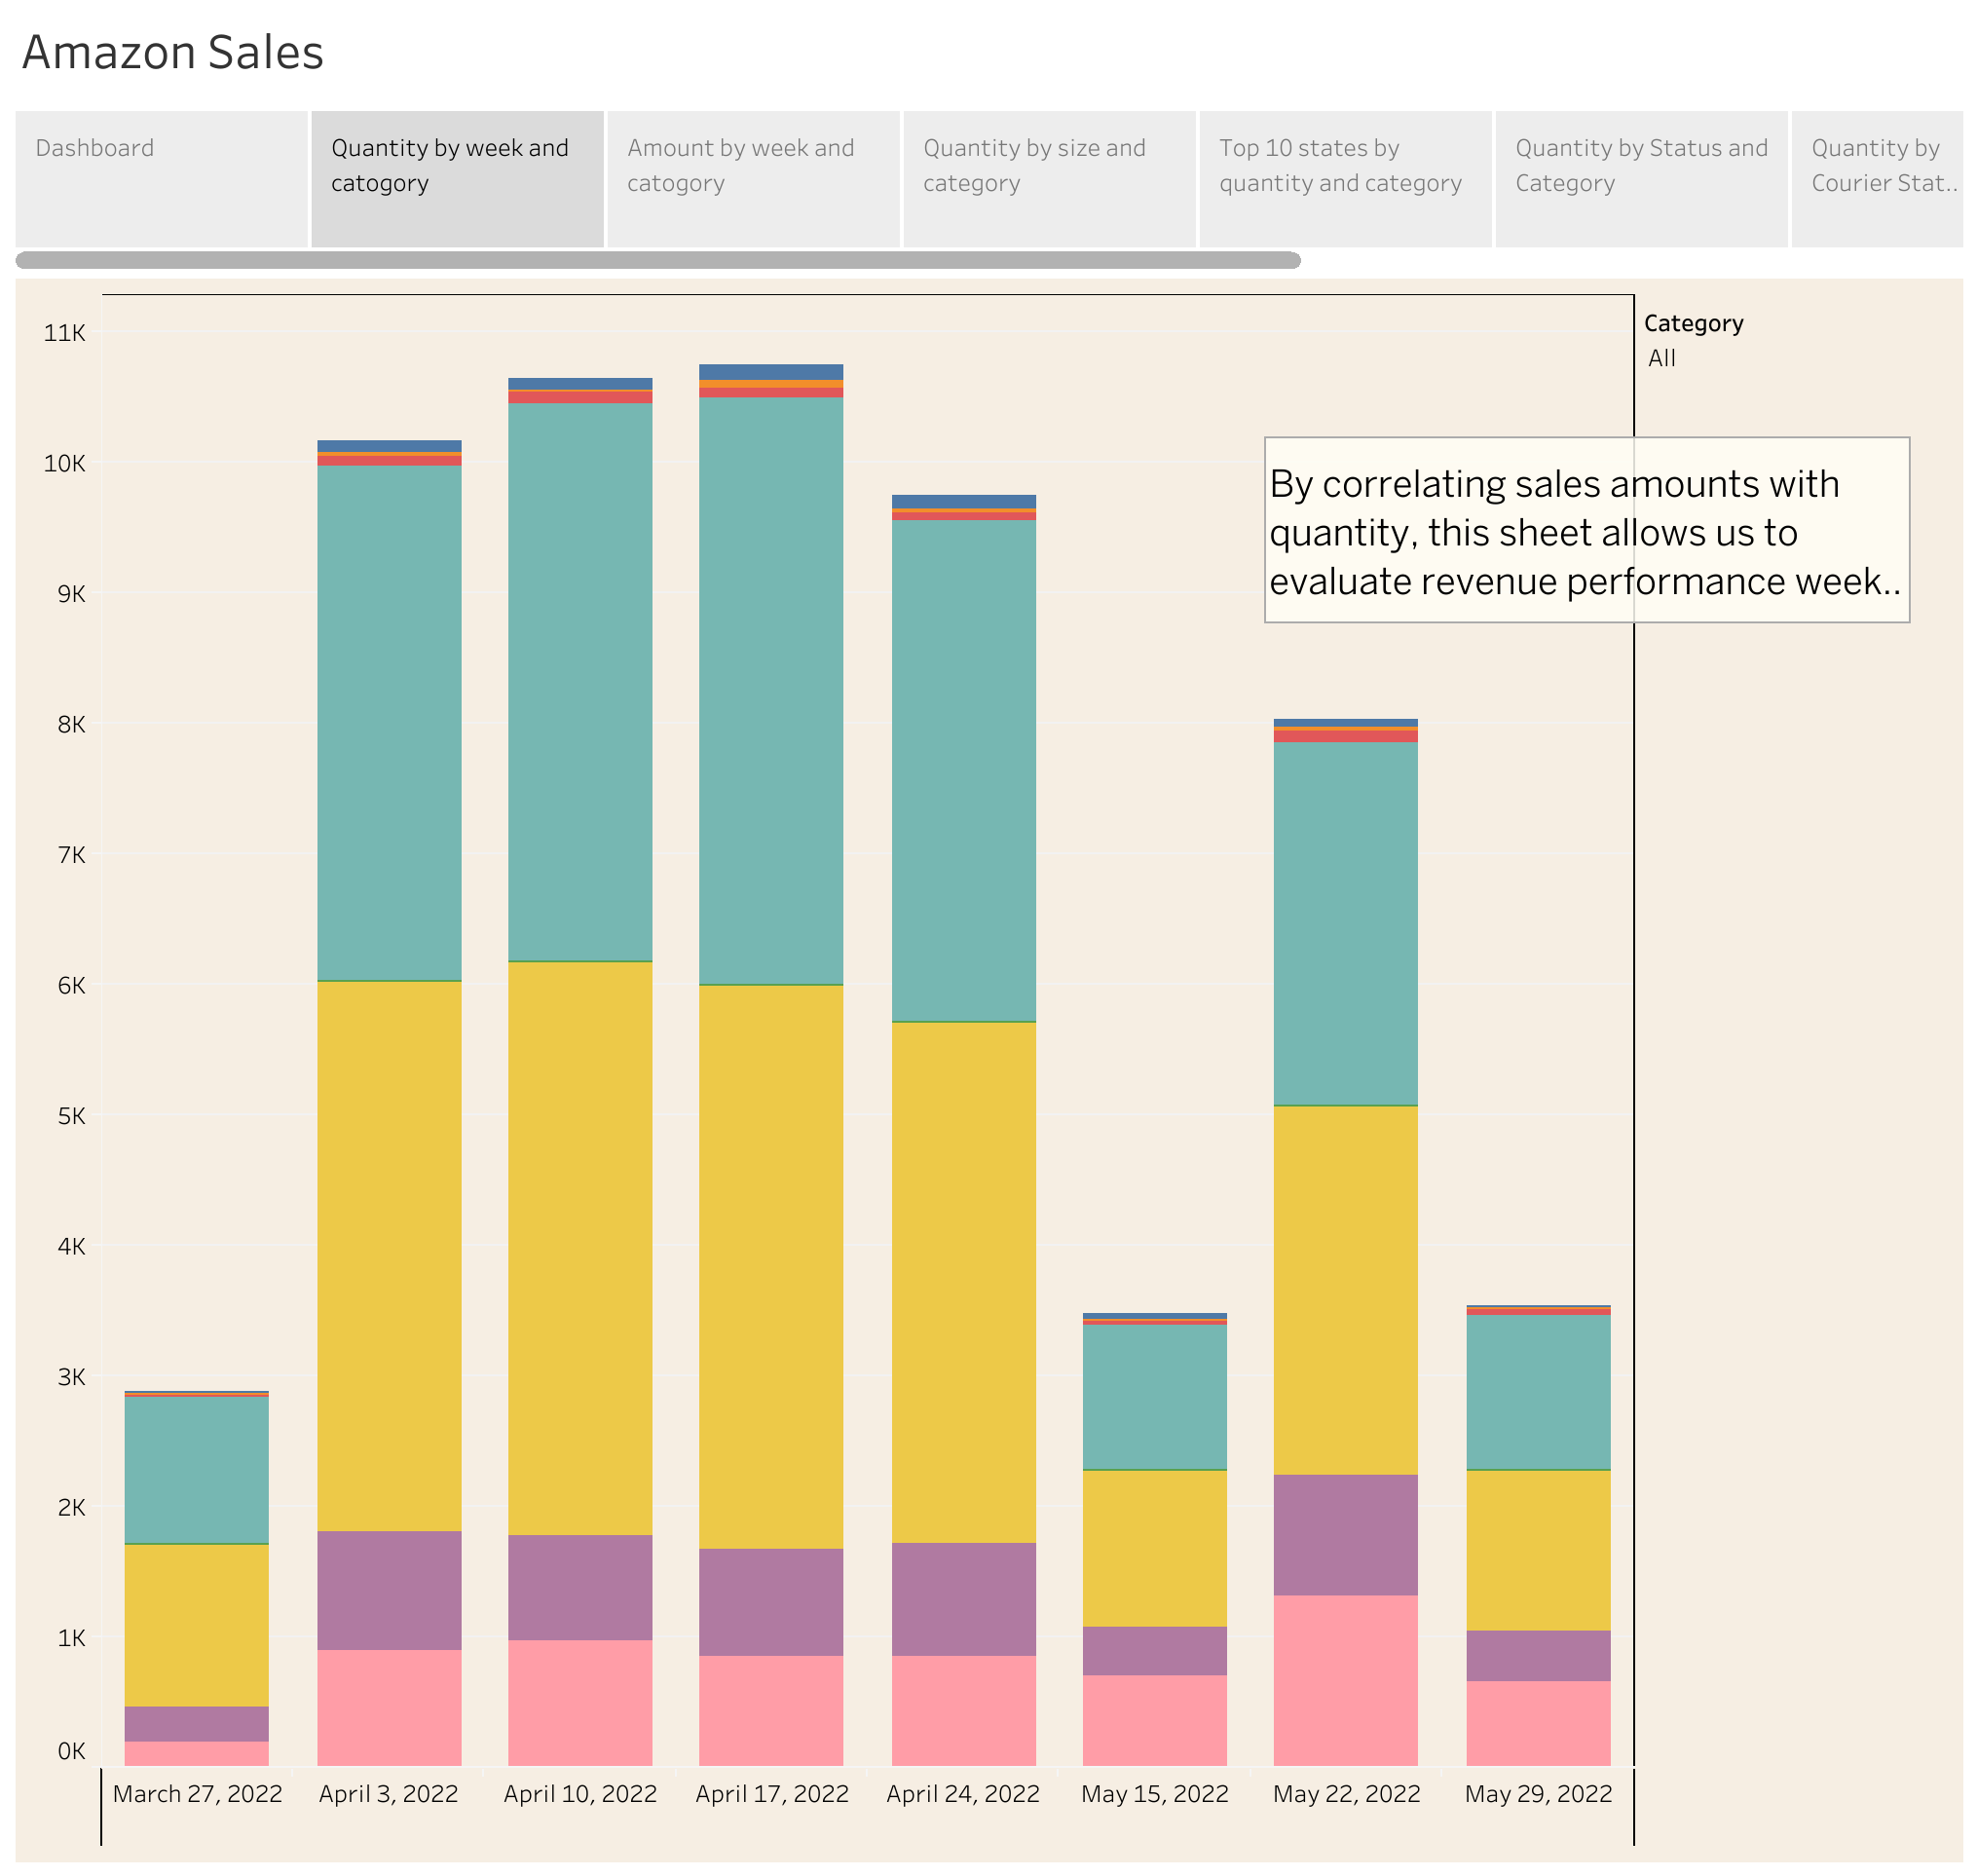 Amazon Sales
Dashboard
Quantity by week and
catogory
Amount by week and
catogory
Quantity by size and
category
Top 10 states by
quantity and category
Quantity by Status and
Category
Quantity by
Courier Stat..
11K
10K
9K
8K
7K
6K
5K
4K
3K
2K
1K
0K
Category
All
By correlating sales amounts with
quantity, this sheet allows us to
evaluate revenue performance week..
March 27, 2022
April 3, 2022
April 10, 2022
April 17, 2022
April 24, 2022
May 15, 2022
May 22, 2022
May 29, 2022